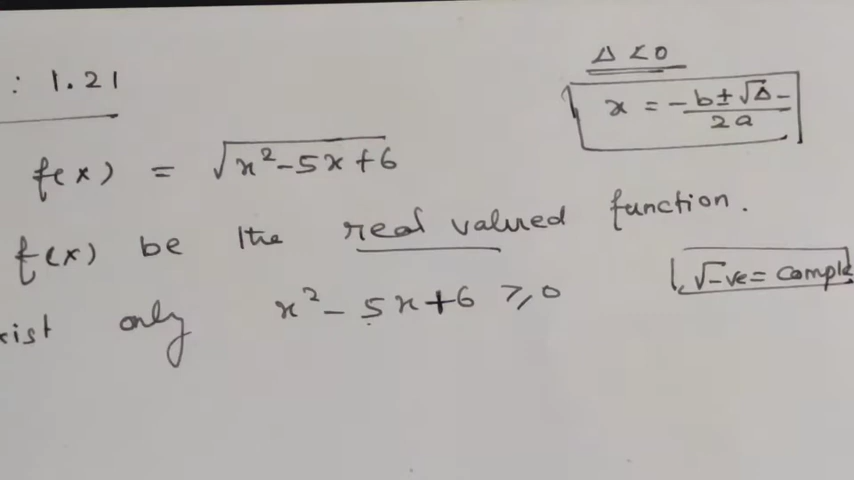 : 1.21
Δ < 0
x = -b ± √Δ / 2a
f(x) = √x² - 5x + 6
f(x) be the real valued function.
√-ve = comple
xist only x² - 5x + 6 ≥ 0